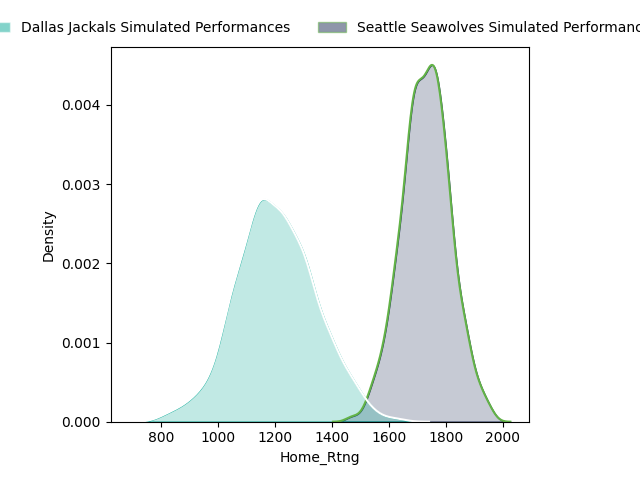 Dallas Jackals Simulated Performances
Seattle Seawolves Simulated
Density
0.004
0.003
0.002
0.001
0.000
800 1000 1200 1400 1600 1800 2000
Home_Rtng